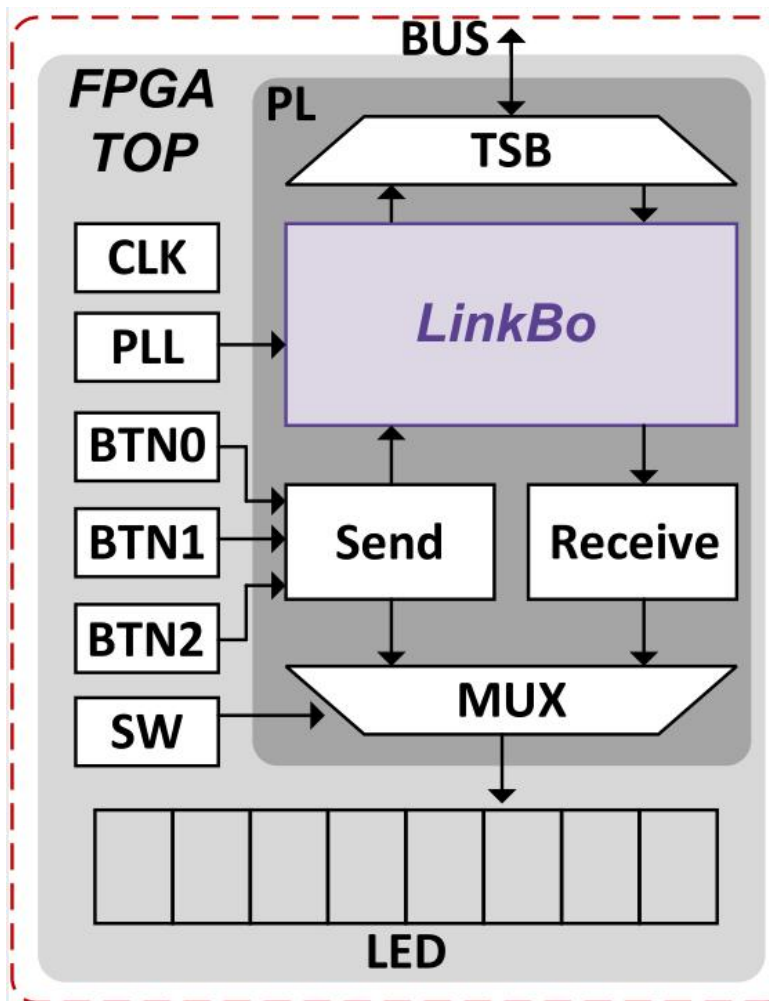 BUS
FPGA
TOP
PL
TSB
CLK
LinkBo
PLL
BTN0
BTN1
Send
Receive
BTN2
SW
MUX
LED